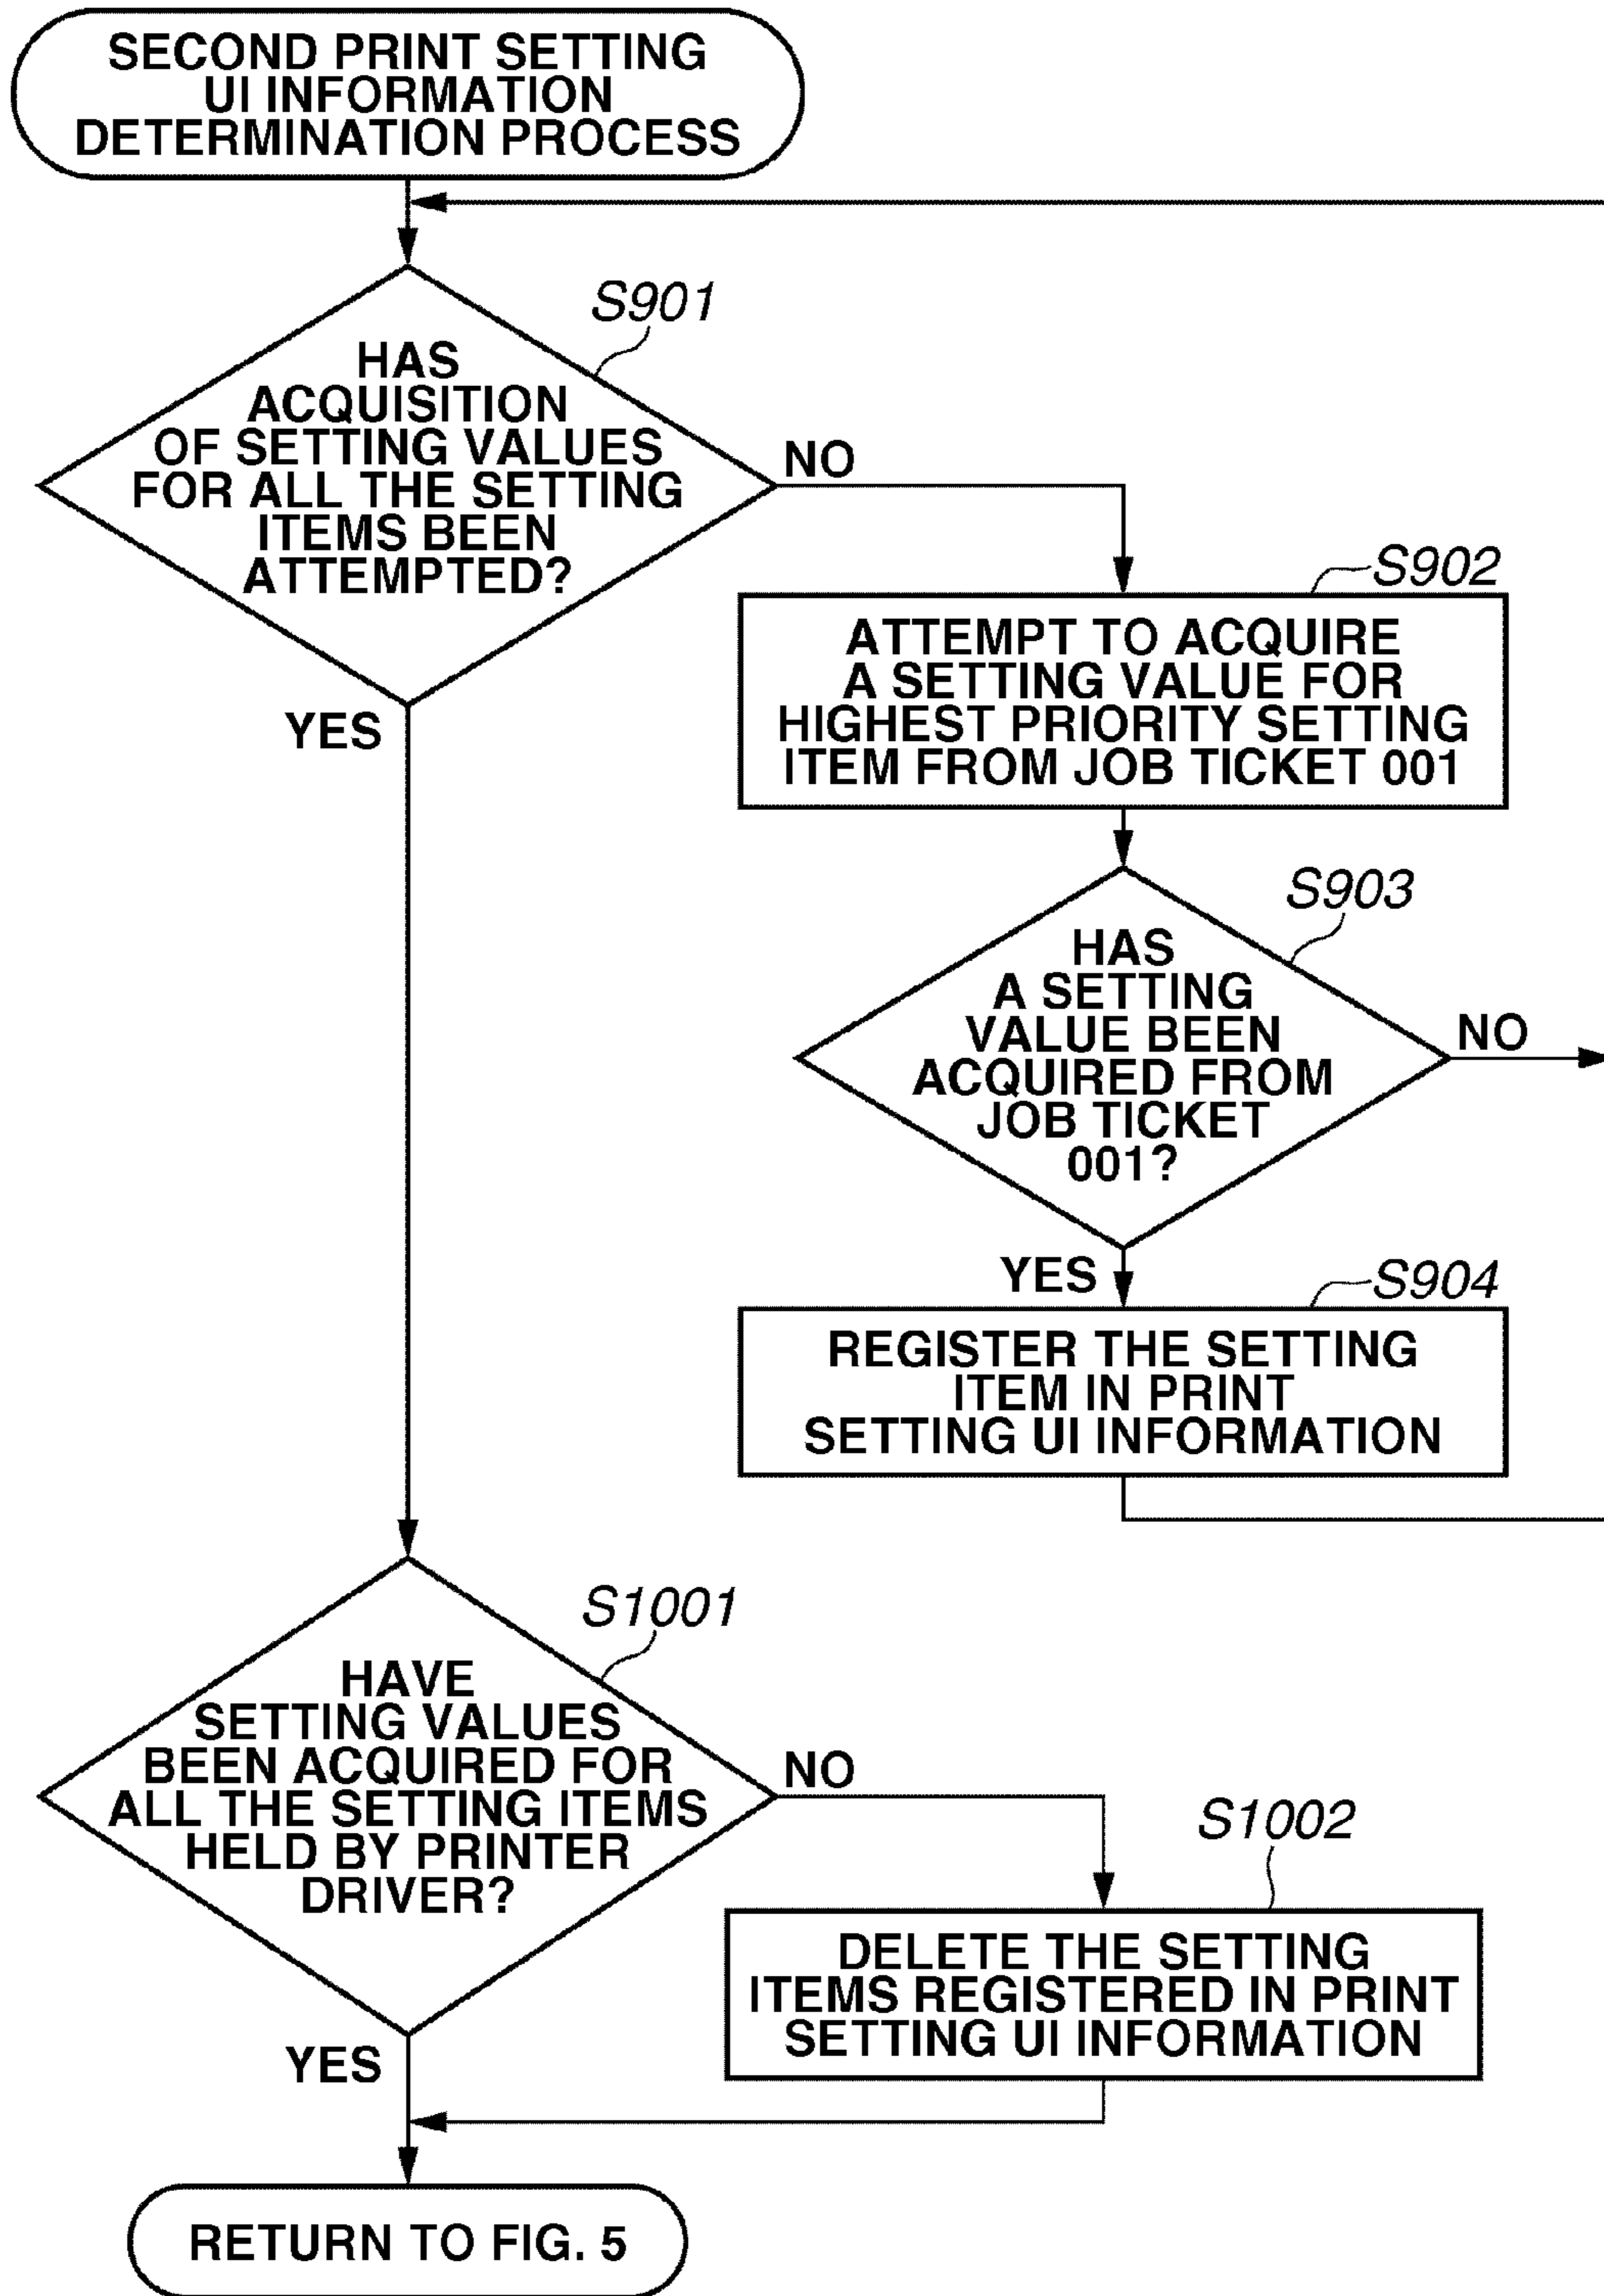 SECOND PRINT SETTING
UI INFORMATION
DETERMINATION PROCESS
S901
HAS
ACQUISITION
OF SETTING VALUES
FOR ALL THE SETTING
ITEMS BEEN
ATTEMPTED?
NO
YES
S902
ATTEMPT TO ACQUIRE
A SETTING VALUE FOR
HIGHEST PRIORITY SETTING
ITEM FROM JOB TICKET 001
S903
HAS
A SETTING
VALUE BEEN
ACQUIRED FROM
JOB TICKET
001?
NO
YES
S904
REGISTER THE SETTING
ITEM IN PRINT
SETTING UI INFORMATION
S1001
HAVE
SETTING VALUES
BEEN ACQUIRED FOR
ALL THE SETTING ITEMS
HELD BY PRINTER
DRIVER?
NO
YES
S1002
DELETE THE SETTING
ITEMS REGISTERED IN PRINT
SETTING UI INFORMATION
RETURN TO FIG. 5